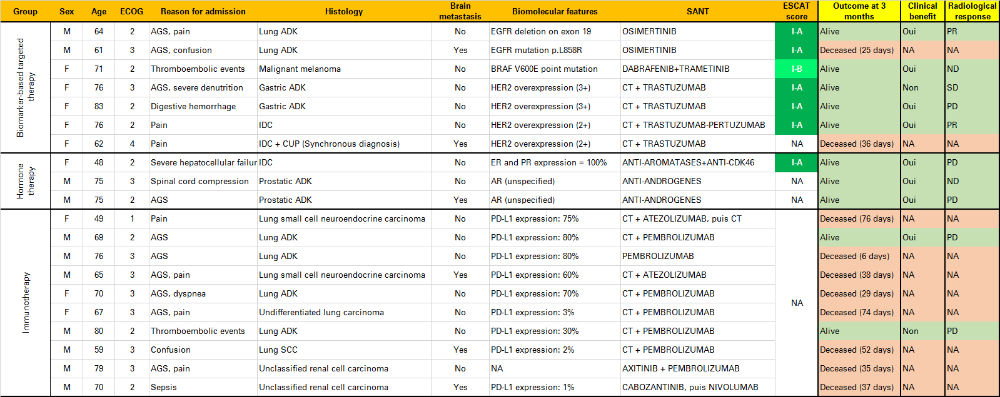 Group Sex Age ECOG Reason for admission Histology Brain metastasis Biomolecular features SANT ESCAT score Outcome at 3 months Clinical benefit Radiological response
Biomarker-based targeted therapy
M 64 2 AGS, pain Lung ADK No EGFR deletion on exon 19 OSIMERTINIB I-A Alive Oui PR
M 61 3 AGS, confusion Lung ADK Yes EGFR mutation p.L858R OSIMERTINIB I-A Deceased (25 days) NA NA
F 71 2 Thromboembolic events Malignant melanoma No BRAF V600E point mutation DABRAFENIB+TRAMETINIB I-B Alive Oui ND
F 76 3 AGS, severe denutrition Gastric ADK No HER2 overexpression (3+) CT + TRASTUZUMAB I-A Alive Non SD
F 83 2 Digestive hemorrhage Gastric ADK No HER2 overexpression (3+) CT + TRASTUZUMAB I-A Alive Oui PD
F 76 2 Pain IDC No HER2 overexpression (2+) CT + TRASTUZUMAB-PERTUZUMAB I-A Alive Oui PR
F 62 4 Pain IDC + CUP (Synchronous diagnosis) Yes HER2 overexpression (2+) CT + TRASTUZUMAB NA Deceased (36 days) NA NA
Hormone therapy
F 48 2 Severe hepatocellular failur IDC No ER and PR expression = 100% ANTI-AROMATASES+ANTI-CDK46 I-A Alive Oui PD
M 75 3 Spinal cord compression Prostatic ADK No AR (unspecified) ANTI-ANDROGENES NA Alive Oui ND
M 75 2 AGS Prostatic ADK Yes AR (unspecified) ANTI-ANDROGENES NA Alive Oui PD
Immunotherapy
F 49 1 Pain Lung small cell neuroendocrine carcinoma No PD-L1 expression: 75% CT + ATEZOLIZUMAB, puis CT Deceased (76 days) NA NA
M 69 2 AGS Lung ADK No PD-L1 expression: 80% CT + PEMBROLIZUMAB Alive Oui PD
M 76 3 AGS Lung ADK No PD-L1 expression: 80% PEMBROLIZUMAB Deceased (6 days) NA NA
M 65 3 AGS, pain Lung small cell neuroendocrine carcinoma Yes PD-L1 expression: 60% CT + ATEZOLIZUMAB Deceased (38 days) NA NA
F 70 3 AGS, dyspnea Lung ADK No PD-L1 expression: 70% CT + PEMBROLIZUMAB Deceased (29 days) NA NA
NA
F 67 3 AGS, pain Undifferentiated lung carcinoma No PD-L1 expression: 3% CT + PEMBROLIZUMAB Deceased (74 days) NA NA
M 80 2 Thromboembolic events Lung ADK No PD-L1 expression: 30% CT + PEMBROLIZUMAB Alive Non PD
M 59 3 Confusion Lung SCC Yes PD-L1 expression: 2% CT + PEMBROLIZUMAB Deceased (52 days) NA NA
M 79 3 AGS, pain Unclassified renal cell carcinoma No NA AXITINIB + PEMBROLIZUMAB Deceased (35 days) NA NA
M 70 2 Sepsis Unclassified renal cell carcinoma Yes PD-L1 expression: 1% CABOZANTINIB, puis NIVOLUMAB Deceased (37 days) NA NA